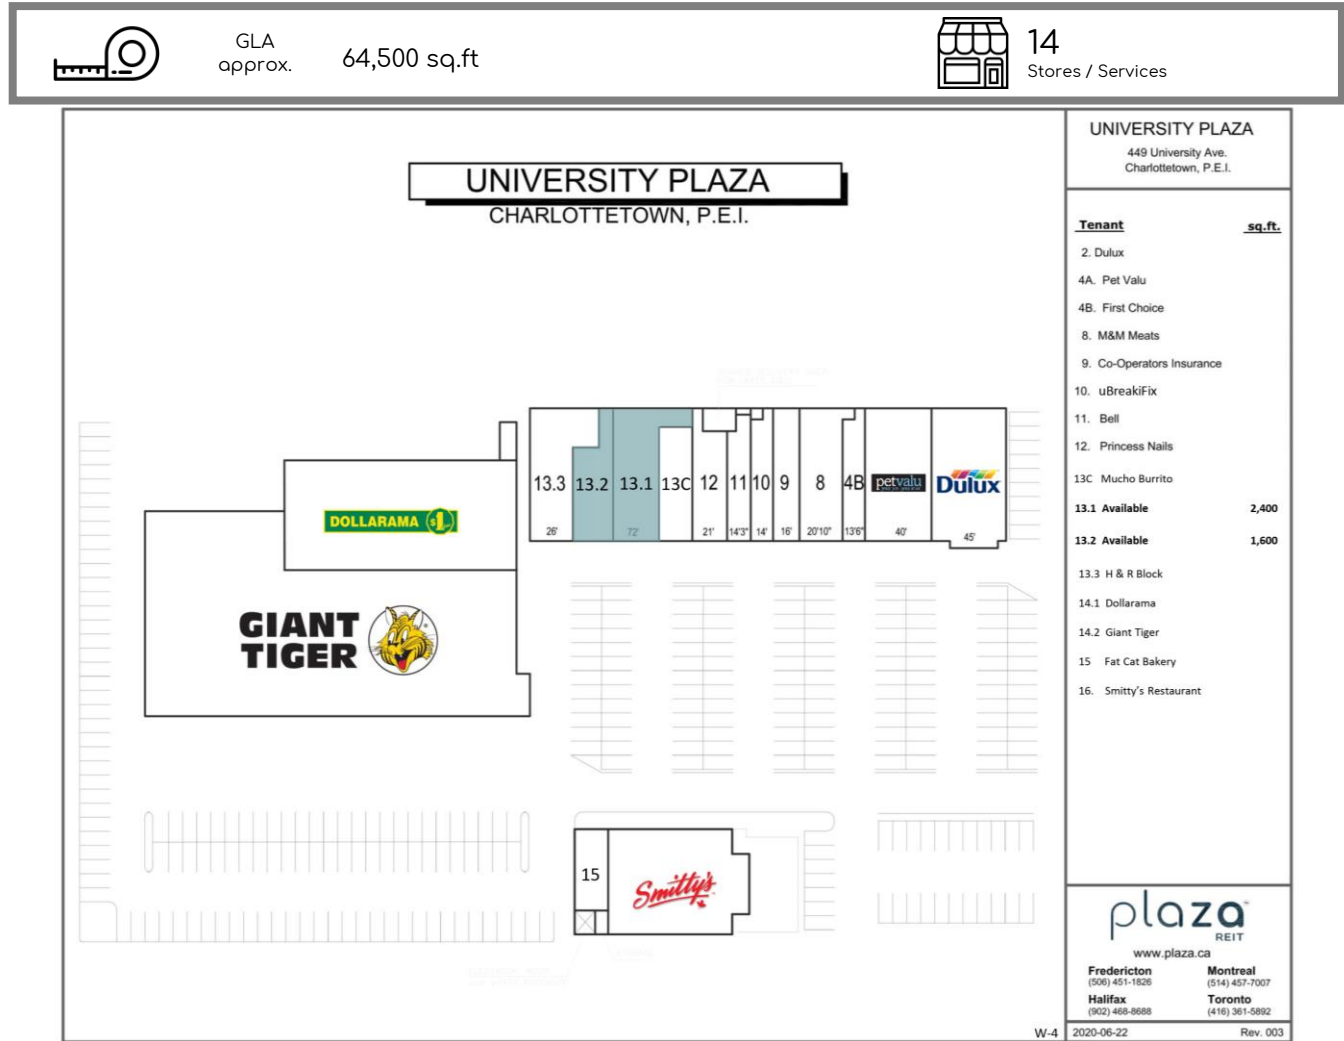 GLA
approx.
64,500 sq.ft
14
Stores / Services
UNIVERSITY PLAZA
CHARLOTTETOWN, P.E.I.
13.3
13.2
13.1
13C
12
11
10
9
8
4B
petvalu
Dulux
26'
72'
21'
14'3"
14'
16'
20'10"
13'6"
40'
45'
DOLLARAMA $1
GIANT
TIGER
15
Smitty's
UNIVERSITY PLAZA
449 University Ave.
Charlottetown, P.E.I.
Tenant sq.ft.
2. Dulux
4A. Pet Valu
4B. First Choice
8. M&M Meats
9. Co-Operators Insurance
10. uBreakiFix
11. Bell
12. Princess Nails
13C Mucho Burrito
13.1 Available 2,400
13.2 Available 1,600
13.3 H & R Block
14.1 Dollarama
14.2 Giant Tiger
15 Fat Cat Bakery
16. Smitty's Restaurant
plaza
REIT
www.plaza.ca
Fredericton Montreal
(506) 451-1826 (514) 457-7007
Halifax Toronto
(902) 468-8688 (416) 361-5892
W-4 2020-06-22 Rev. 003